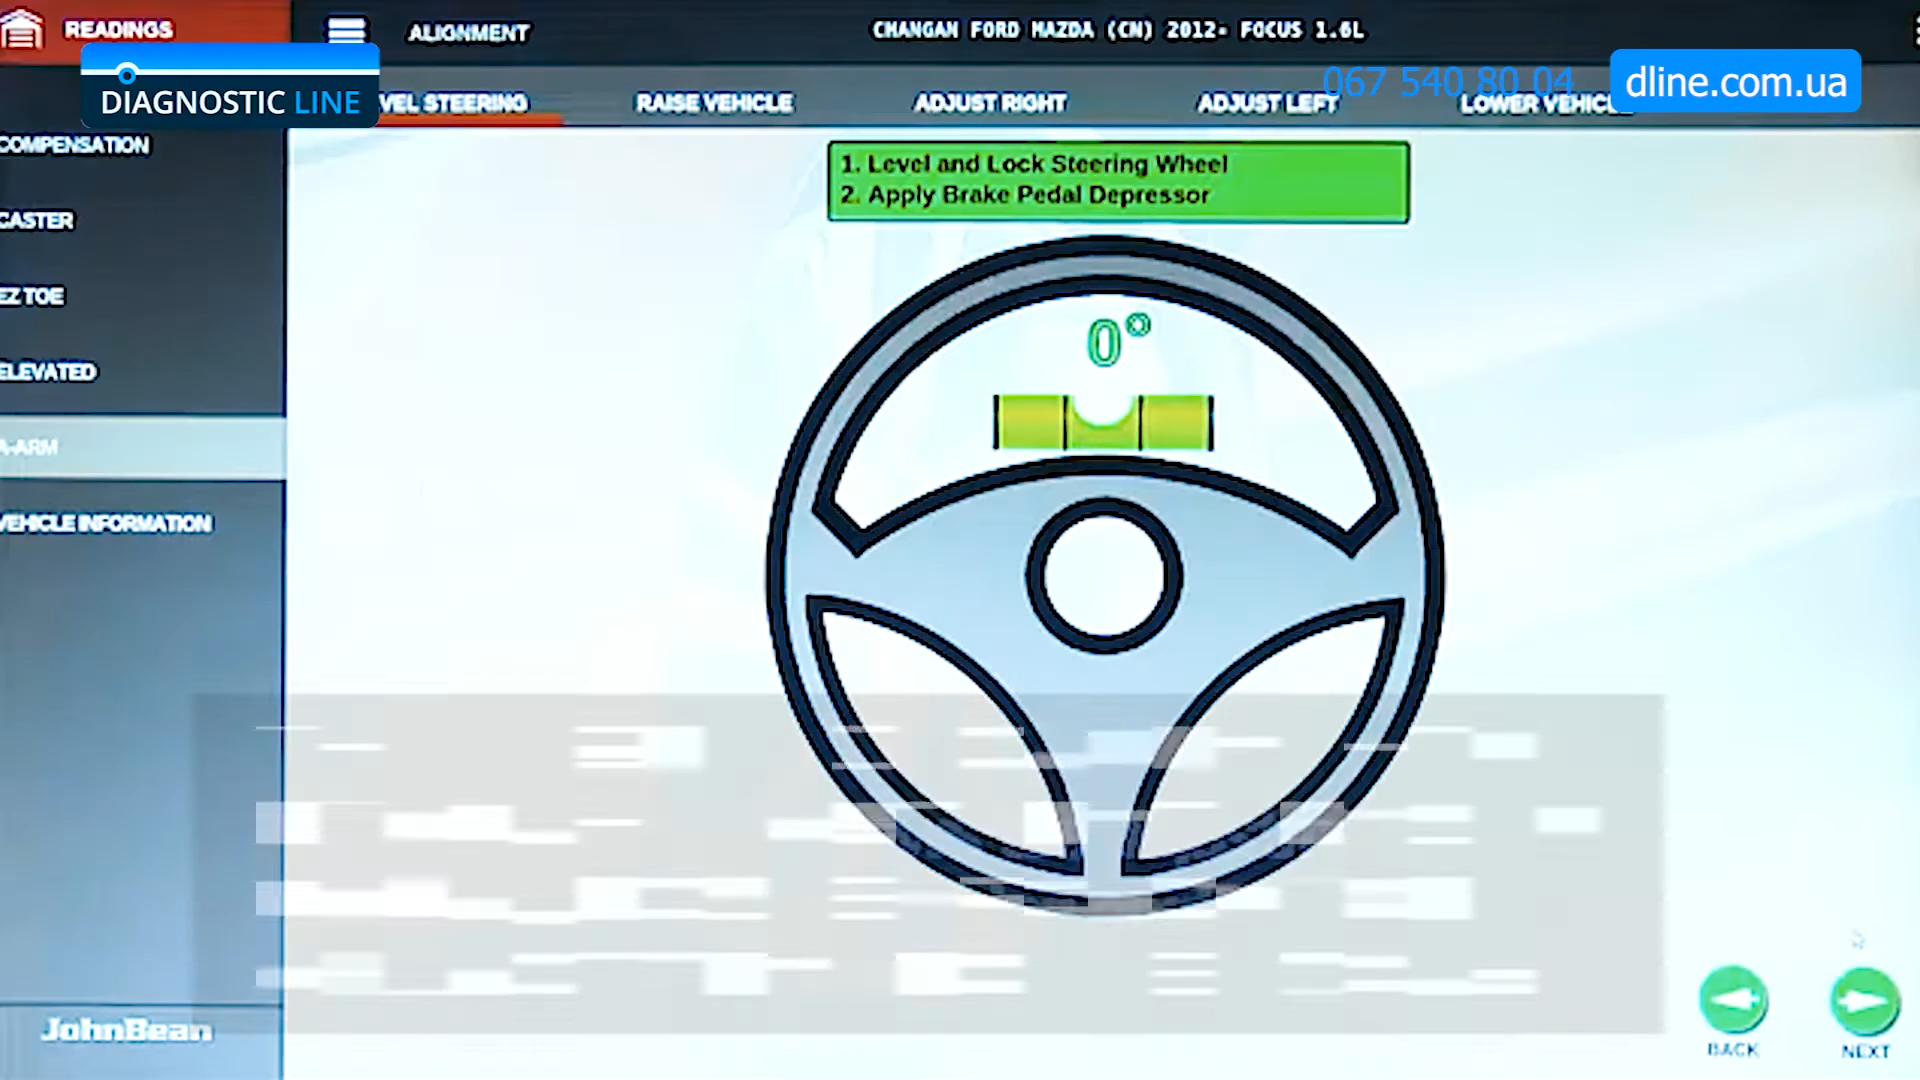 READINGS
ALIGNMENT
CHANGAN FORD MAZDA (CN) 2012- FOCUS 1.6L
DIAGNOSTIC LINE
067 540 80 04
dline.com.ua
VEL STEERING
RAISE VEHICLE
ADJUST RIGHT
ADJUST LEFT
LOWER VEHICLE
COMPENSATION
CASTER
EZ TOE
ELEVATED
A-ARM
VEHICLE INFORMATION
1. Level and Lock Steering Wheel
2. Apply Brake Pedal Depressor
0°
JohnBean
BACK
NEXT